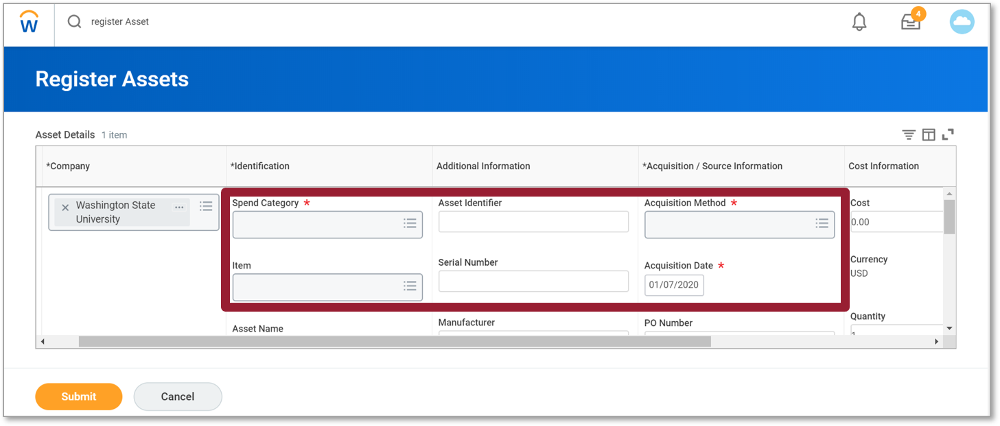 W
register Asset
4
Register Assets
Asset Details 1 item
*Company
*Identification
Additional Information
*Acquisition / Source Information
Cost Information
Washington State
University
Spend Category *
Asset Identifier
Acquisition Method *
Cost
0.00
Item
Serial Number
Acquisition Date *
01/07/2020
Currency
USD
Asset Name
Manufacturer
PO Number
Quantity
1
Submit
Cancel